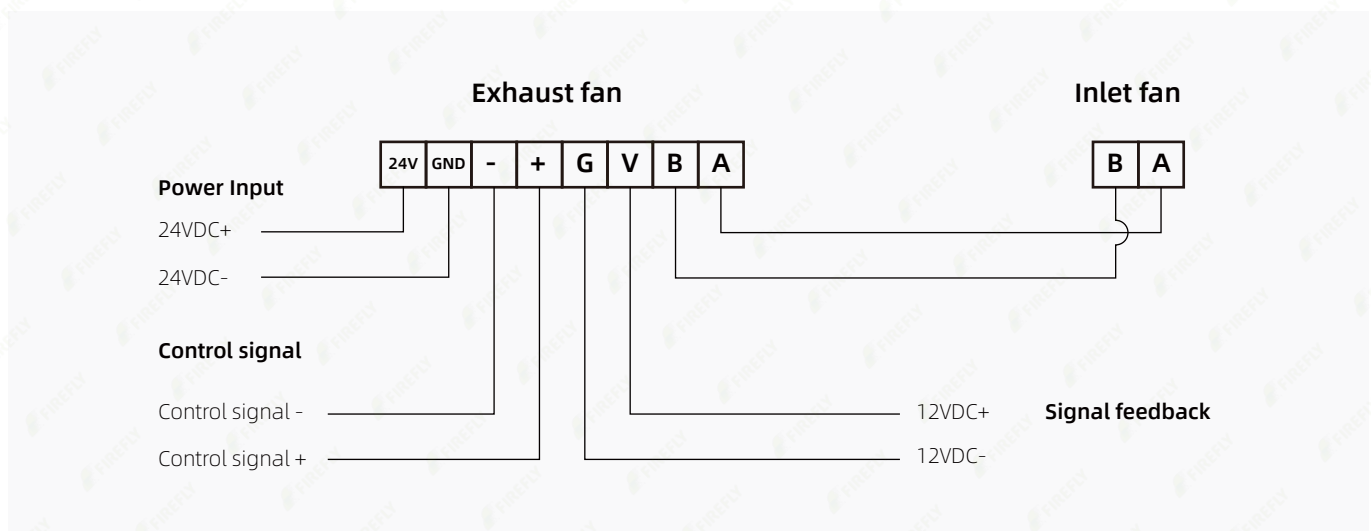 Exhaust fan Inlet fan
24V GND - + G V B A B A
Power Input
24VDC+
24VDC-
Control signal
Control signal - 12VDC+ Signal feedback
Control signal + 12VDC-
FIREFLY